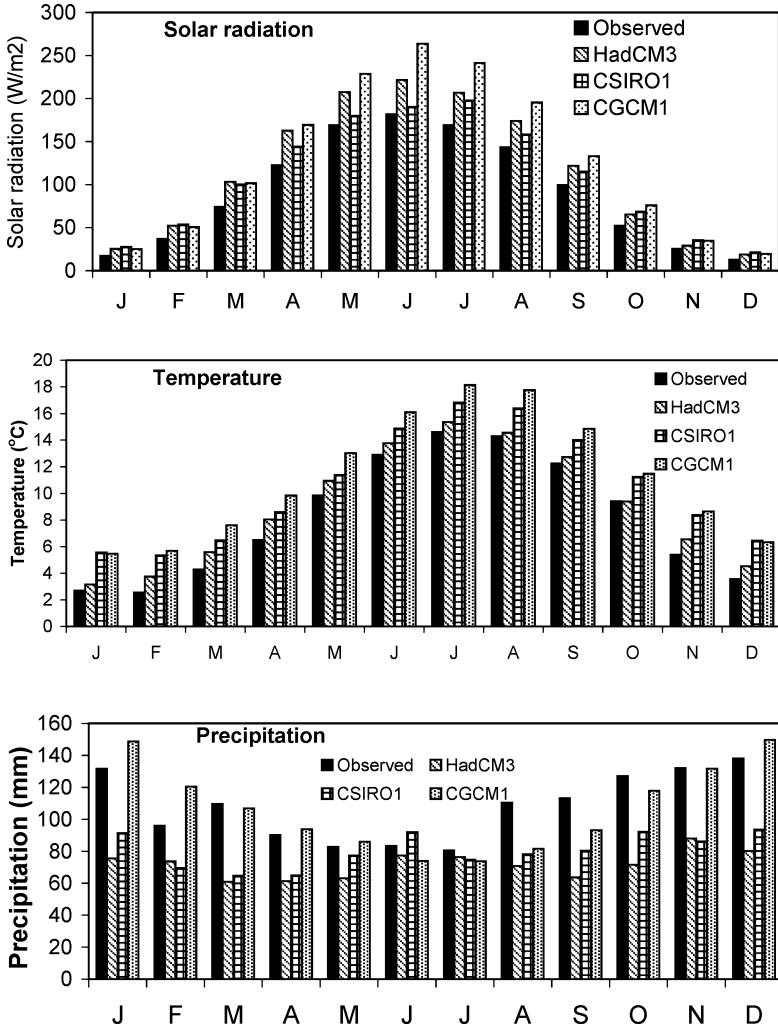 Solar radiation
Observed
HadCM3
CSIRO1
CGCM1
Solar radiation (W/m2)
300
250
200
150
100
50
0
J F M A M J J A S O N D
Temperature
Observed
HadCM3
CSIRO1
CGCM1
Temperature (°C)
20
18
16
14
12
10
8
6
4
2
0
J F M A M J J A S O N D
Precipitation
Observed HadCM3
CSIRO1 CGCM1
Precipitation (mm)
160
140
120
100
80
60
40
20
0
J F M A M J J A S O N D